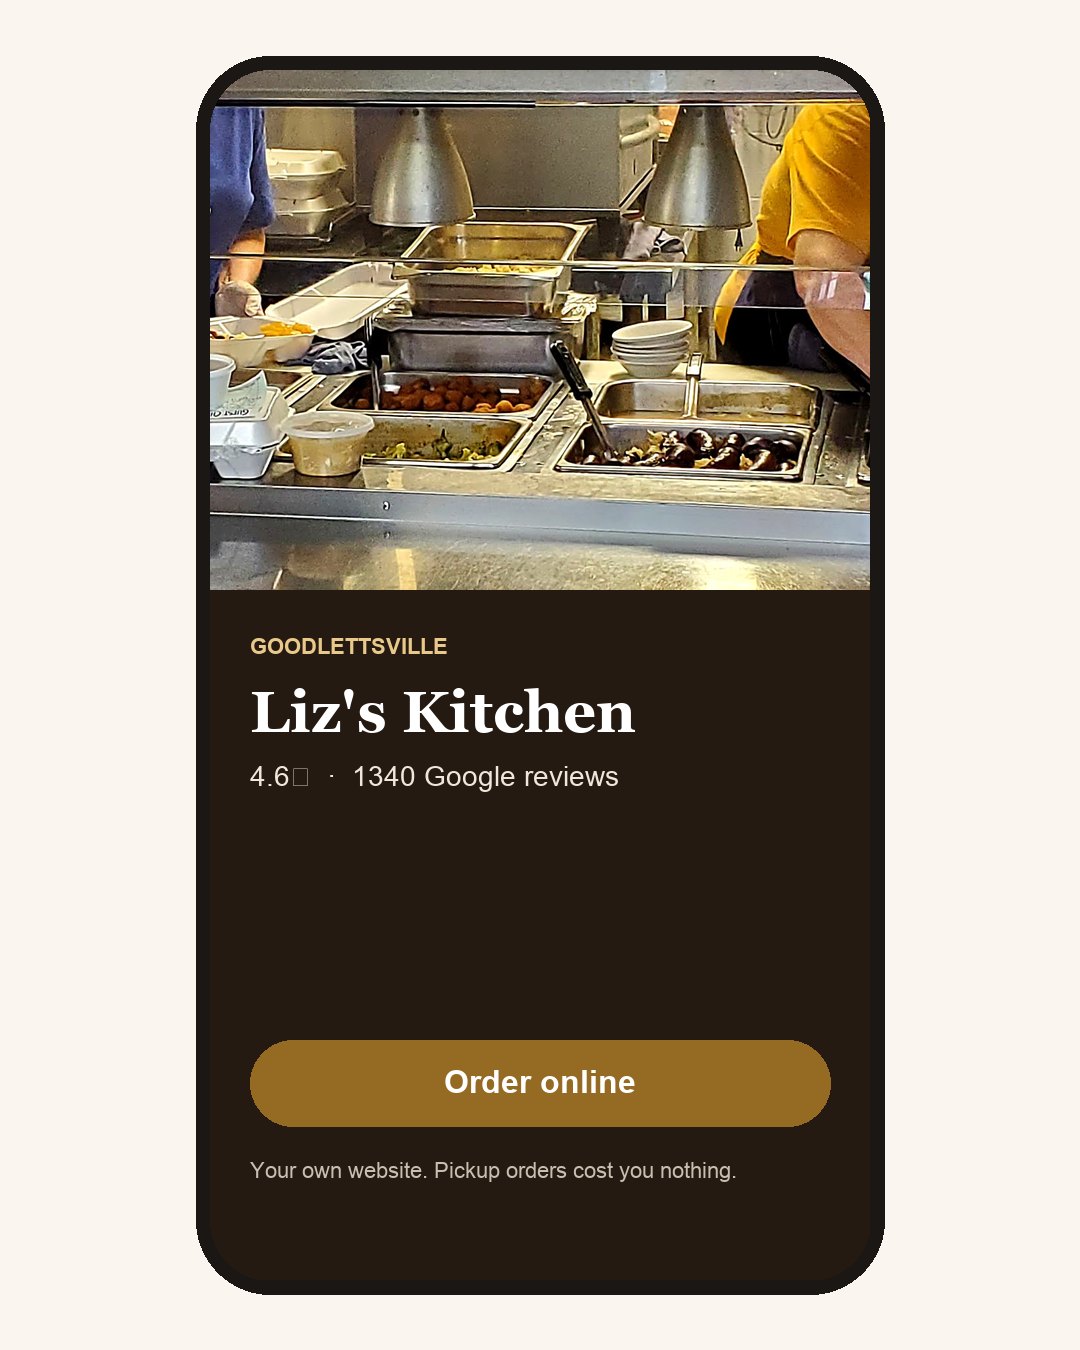 GOODLETTSVILLE
Liz's Kitchen
4.6□ · 1340 Google reviews
Order online
Your own website. Pickup orders cost you nothing.